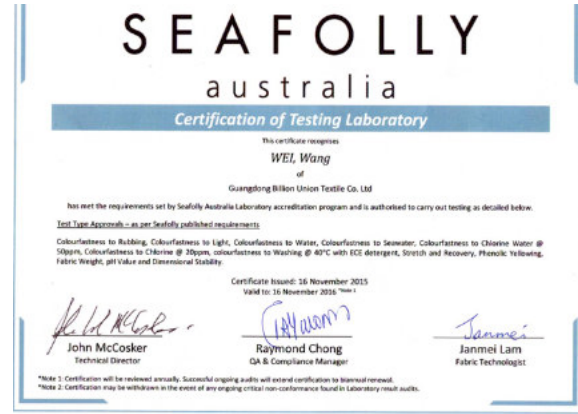 SEAFOLLY
australia
Certification of Testing Laboratory
This certificate recognises
WEI, Wang
of
Guangdong Billion Union Textile Co. Ltd
has met the requirements set by Seafolly Australia Laboratory accreditation program and is authorised to carry out testing as detailed below.
Test Type Approvals – as per Seafolly published requirements
Colourfastness to Rubbing, Colourfastness to Light, Colourfastness to Water, Colourfastness to Seawater, Colourfastness to Chlorine Water @
50ppm, Colourfastness to Chlorine @ 20ppm, colourfastness to Washing @ 40°C with ECE detergent, Stretch and Recovery, Phenolic Yellowing,
Fabric Weight, pH Value and Dimensional Stability.
Certificate Issued: 16 November 2015
Valid to: 16 November 2016 *Note 1
John McCosker
Technical Director
Raymond Chong
QA & Compliance Manager
Janmei
Janmei Lam
Fabric Technologist
*Note 1: Certification will be reviewed annually. Successful ongoing audits will extend certification to biannual renewal.
*Note 2: Certification may be withdrawn in the event of any ongoing critical non-conformance found in Laboratory result audits.